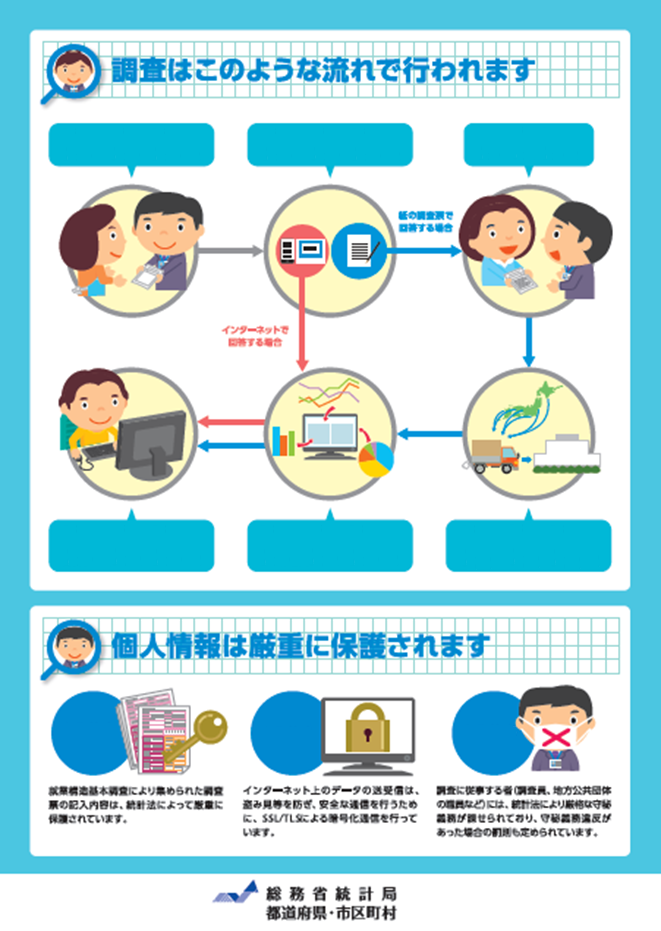 調査はこのような流れで行われます
紙の調査票で
回答する場合
インターネットで
回答する場合
個人情報は厳重に保護されます
就業構造基本調査により集められた調査
票の記入内容は、統計法によって厳重に
保護されています。
インターネット上のデータの送受信は、
盗み見等を防ぎ、安全な通信を行うため
に、SSL/TLSによる暗号化通信を行って
います。
調査に従事する者(調査員、地方公共団体
の職員など)には、統計法により厳格な守秘
義務が課せられており、守秘義務違反が
あった場合の罰則も定められています。
総務省統計局
都道府県・市区町村